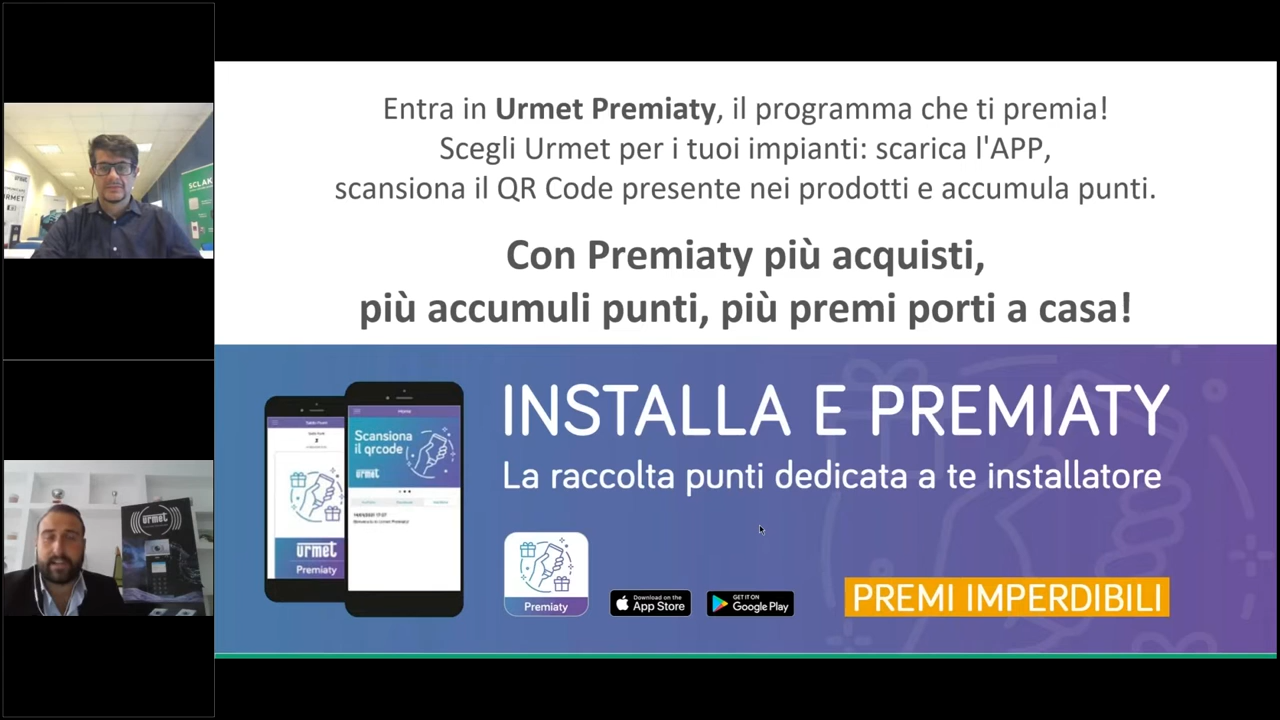 Entra in Urmet Premiaty, il programma che ti premia!
Scegli Urmet per i tuoi impianti: scarica l'APP,
scansiona il QR Code presente nei prodotti e accumula punti.
Con Premiaty più acquisti,
più accumuli punti, più premi porti a casa!
INSTALLA E PREMIATY
La raccolta punti dedicata a te installatore
Home
Scansiona
il qrcode
urmet
urmet
Premiaty
Premiaty
Download on the
App Store
GET IT ON
Google Play
PREMI IMPERDIBILI
SCLAK
urmet